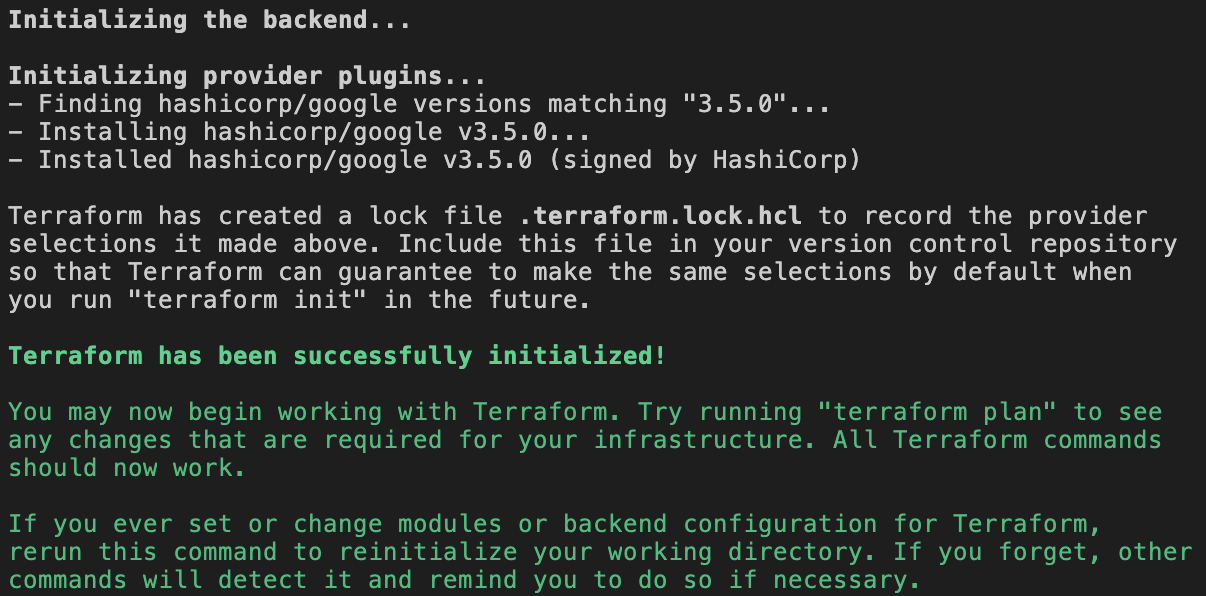 Initializing the backend...
Initializing provider plugins...
- Finding hashicorp/google versions matching "3.5.0"...
- Installing hashicorp/google v3.5.0...
- Installed hashicorp/google v3.5.0 (signed by HashiCorp)
Terraform has created a lock file .terraform.lock.hcl to record the provider
selections it made above. Include this file in your version control repository
so that Terraform can guarantee to make the same selections by default when
you run "terraform init" in the future.
Terraform has been successfully initialized!
You may now begin working with Terraform. Try running "terraform plan" to see
any changes that are required for your infrastructure. All Terraform commands
should now work.
If you ever set or change modules or backend configuration for Terraform,
rerun this command to reinitialize your working directory. If you forget, other
commands will detect it and remind you to do so if necessary.